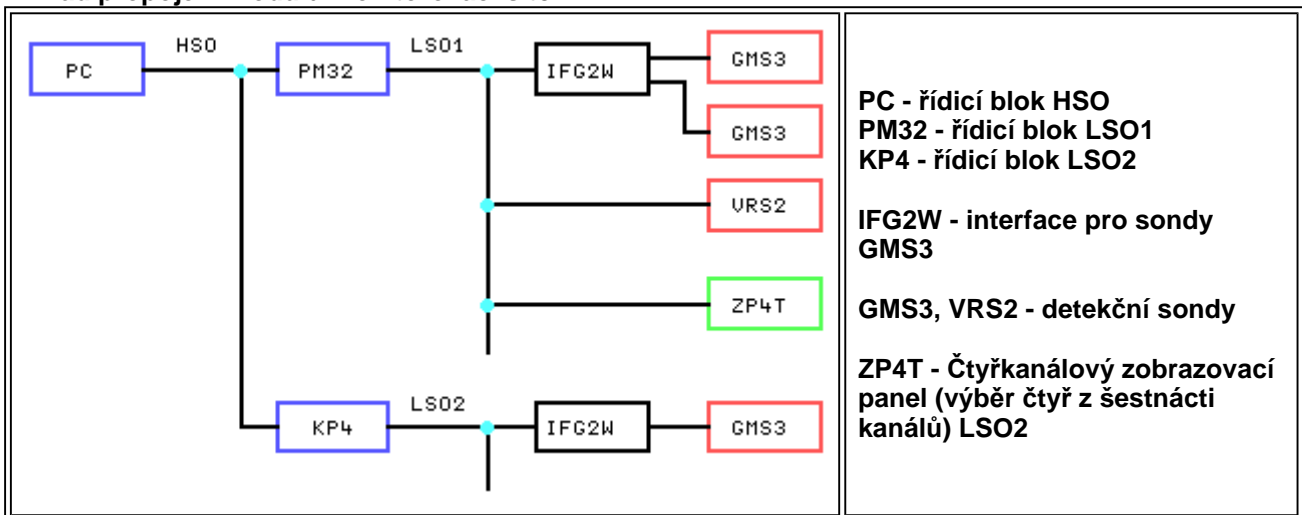 HSO
LSO1
PC
PM32
IFG2W
GMS3
GMS3
VRS2
ZP4T
LSO2
KP4
IFG2W
GMS3
PC - řídicí blok HSO
PM32 - řídicí blok LSO1
KP4 - řídicí blok LSO2
IFG2W - interface pro sondy
GMS3
GMS3, VRS2 - detekční sondy
ZP4T - Čtyřkanálový zobrazovací
panel (výběr čtyř z šestnácti
kanálů) LSO2